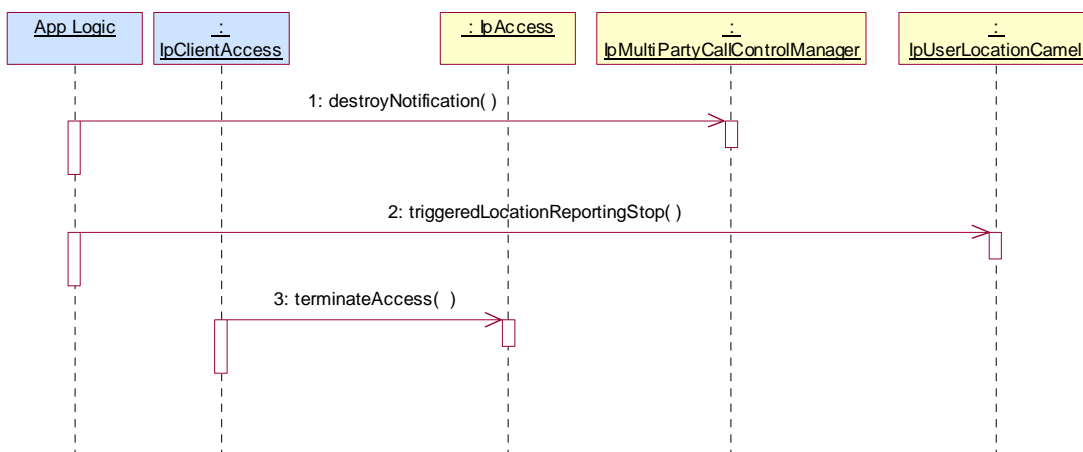 App Logic
:
IpClientAccess
: IpAccess
:
IpMultiPartyCallControlManager
:
IpUserLocationCamel
1: destroyNotification( )
2: triggeredLocationReportingStop( )
3: terminateAccess(  )